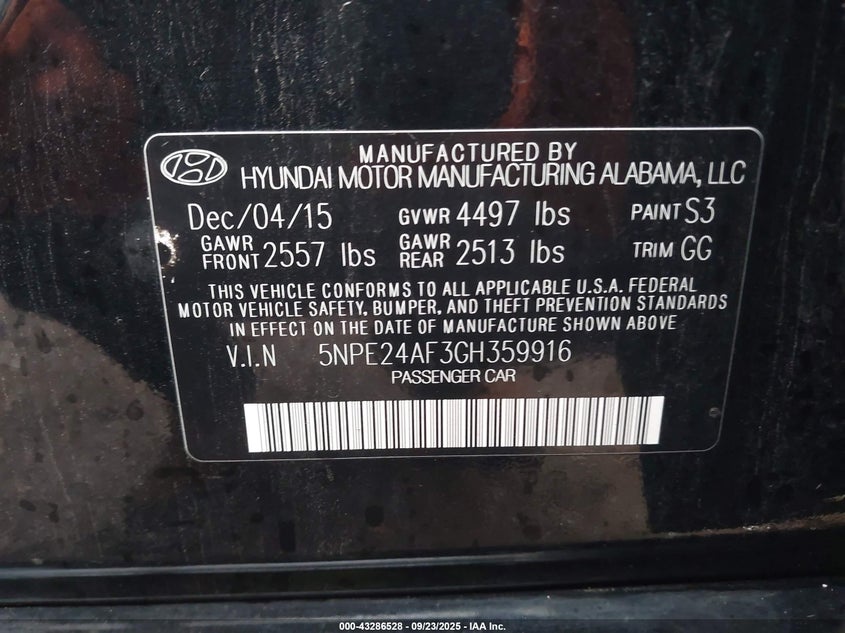 MANUFACTURED BY
HYUNDAI MOTOR MANUFACTURING ALABAMA, LLC
Dec/04/15 GVWR 4497 lbs PAINT S3
GAWR FRONT 2557 lbs GAWR REAR 2513 lbs TRIM GG
THIS VEHICLE CONFORMS TO ALL APPLICABLE U.S.A. FEDERAL
MOTOR VEHICLE SAFETY, BUMPER, AND THEFT PREVENTION STANDARDS
IN EFFECT ON THE DATE OF MANUFACTURE SHOWN ABOVE
V.I.N 5NPE24AF3GH359916
PASSENGER CAR
000-43286528 - 09/23/2025 - IAA Inc.